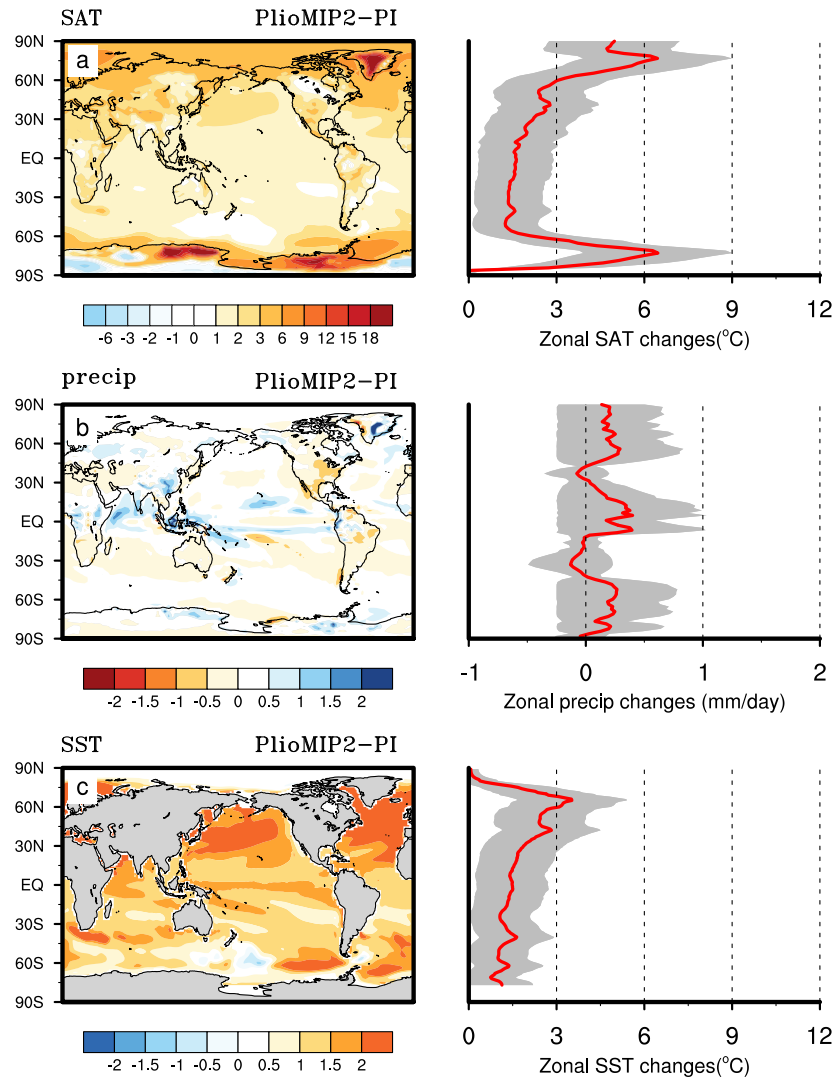 SAT PlioMIP2-PI
a
90N
60N
30N
EQ
30S
60S
90S
-6 -3 -2 -1 0 1 2 3 6 9 12 15 18
0 3 6 9 12
Zonal SAT changes(°C)
precip PlioMIP2-PI
b
90N
60N
30N
EQ
30S
60S
90S
-2 -1.5 -1 -0.5 0 0.5 1 1.5 2
-1 0 1 2
Zonal precip changes (mm/day)
SST PlioMIP2-PI
c
90N
60N
30N
EQ
30S
60S
90S
-2 -1.5 -1 -0.5 0 0.5 1 1.5 2
0 3 6 9 12
Zonal SST changes(°C)